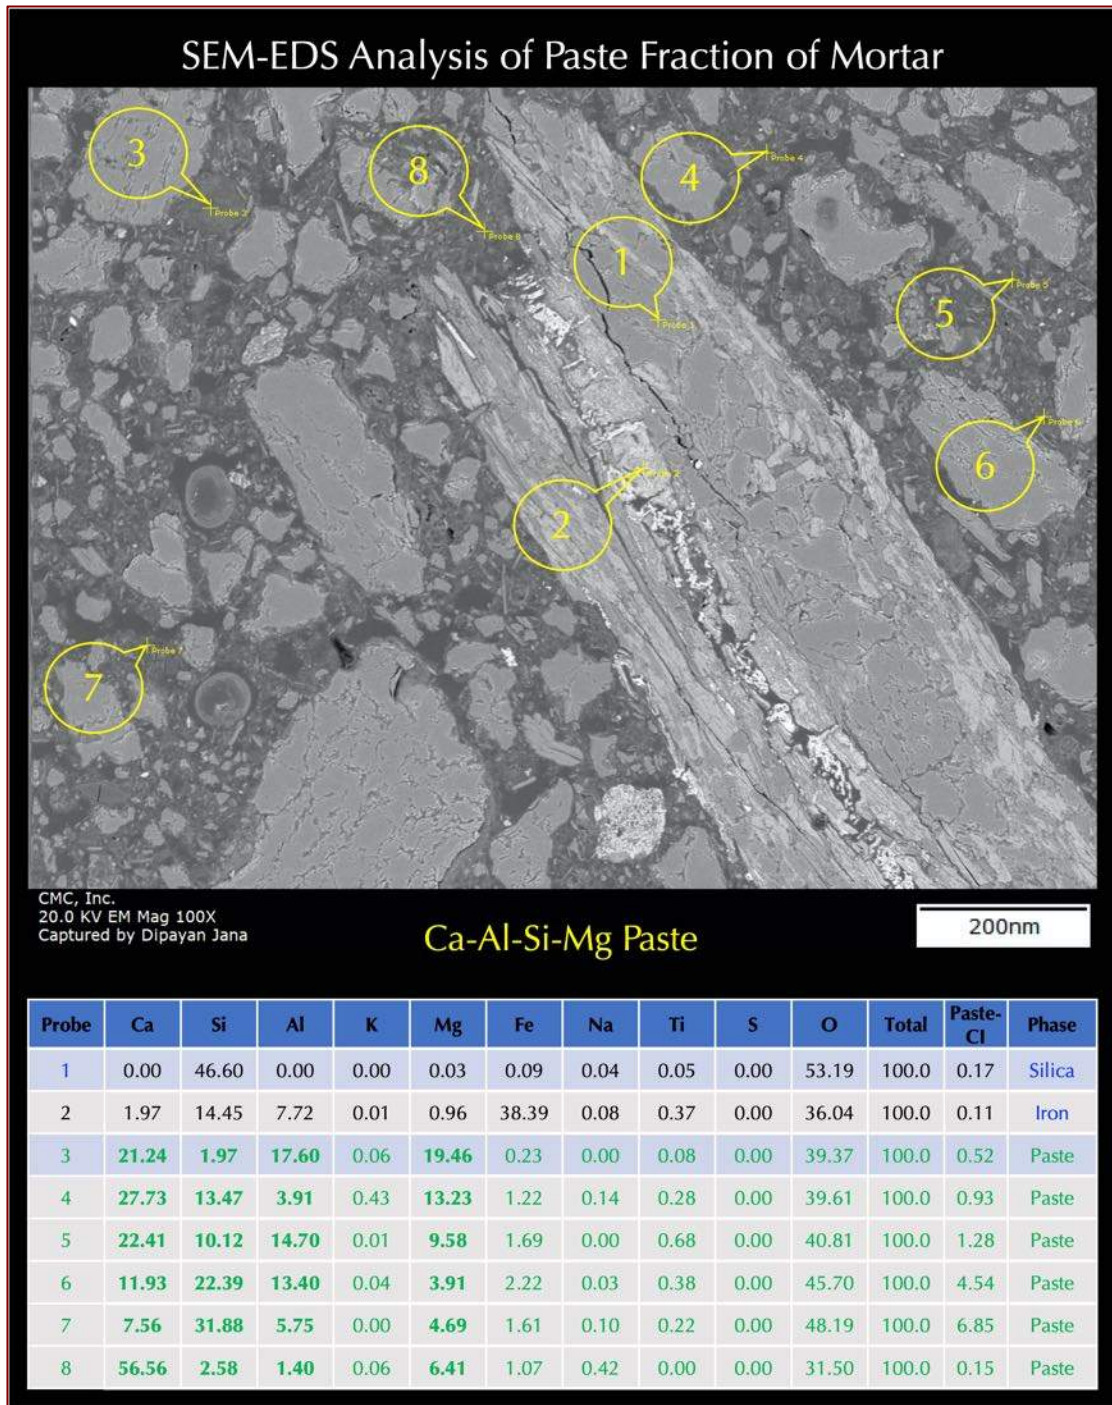 SEM-EDS Analysis of Paste Fraction of Mortar
3
8
4
Probe 4
Probe 8
1
5
6
Probe 2
2
Probe 7
7
CMC, Inc.
20.0 KV EM Mag 100X
Captured by Dipayan Jana
200nm
Ca-Al-Si-Mg Paste
Probe Ca Si Al K Mg Fe Na Ti S O Total Paste-CI Phase
1 0.00 46.60 0.00 0.00 0.03 0.09 0.04 0.05 0.00 53.19 100.0 0.17 Silica
2 1.97 14.45 7.72 0.01 0.96 38.39 0.08 0.37 0.00 36.04 100.0 0.11 Iron
3 21.24 1.97 17.60 0.06 19.46 0.23 0.00 0.08 0.00 39.37 100.0 0.52 Paste
4 27.73 13.47 3.91 0.43 13.23 1.22 0.14 0.28 0.00 39.61 100.0 0.93 Paste
5 22.41 10.12 14.70 0.01 9.58 1.69 0.00 0.68 0.00 40.81 100.0 1.28 Paste
6 11.93 22.39 13.40 0.04 3.91 2.22 0.03 0.38 0.00 45.70 100.0 4.54 Paste
7 7.56 31.88 5.75 0.00 4.69 1.61 0.10 0.22 0.00 48.19 100.0 6.85 Paste
8 56.56 2.58 1.40 0.06 6.41 1.07 0.42 0.00 0.00 31.50 100.0 0.15 Paste